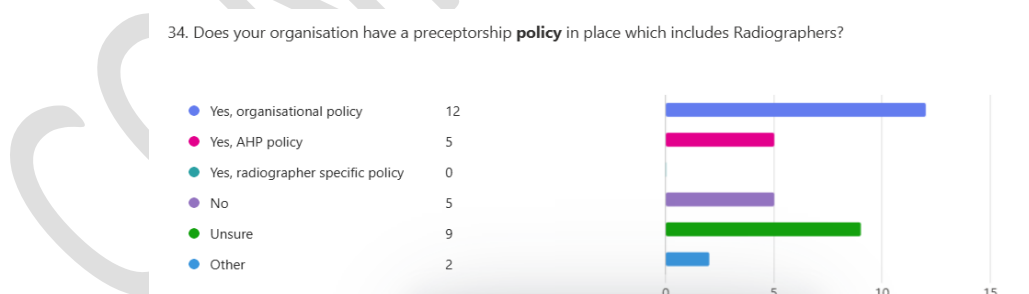 34. Does your organisation have a preceptorship policy in place which includes Radiographers?
Yes, organisational policy 12
Yes, AHP policy 5
Yes, radiographer specific policy 0
No 5
Unsure 9
Other 2
0 5 10 15